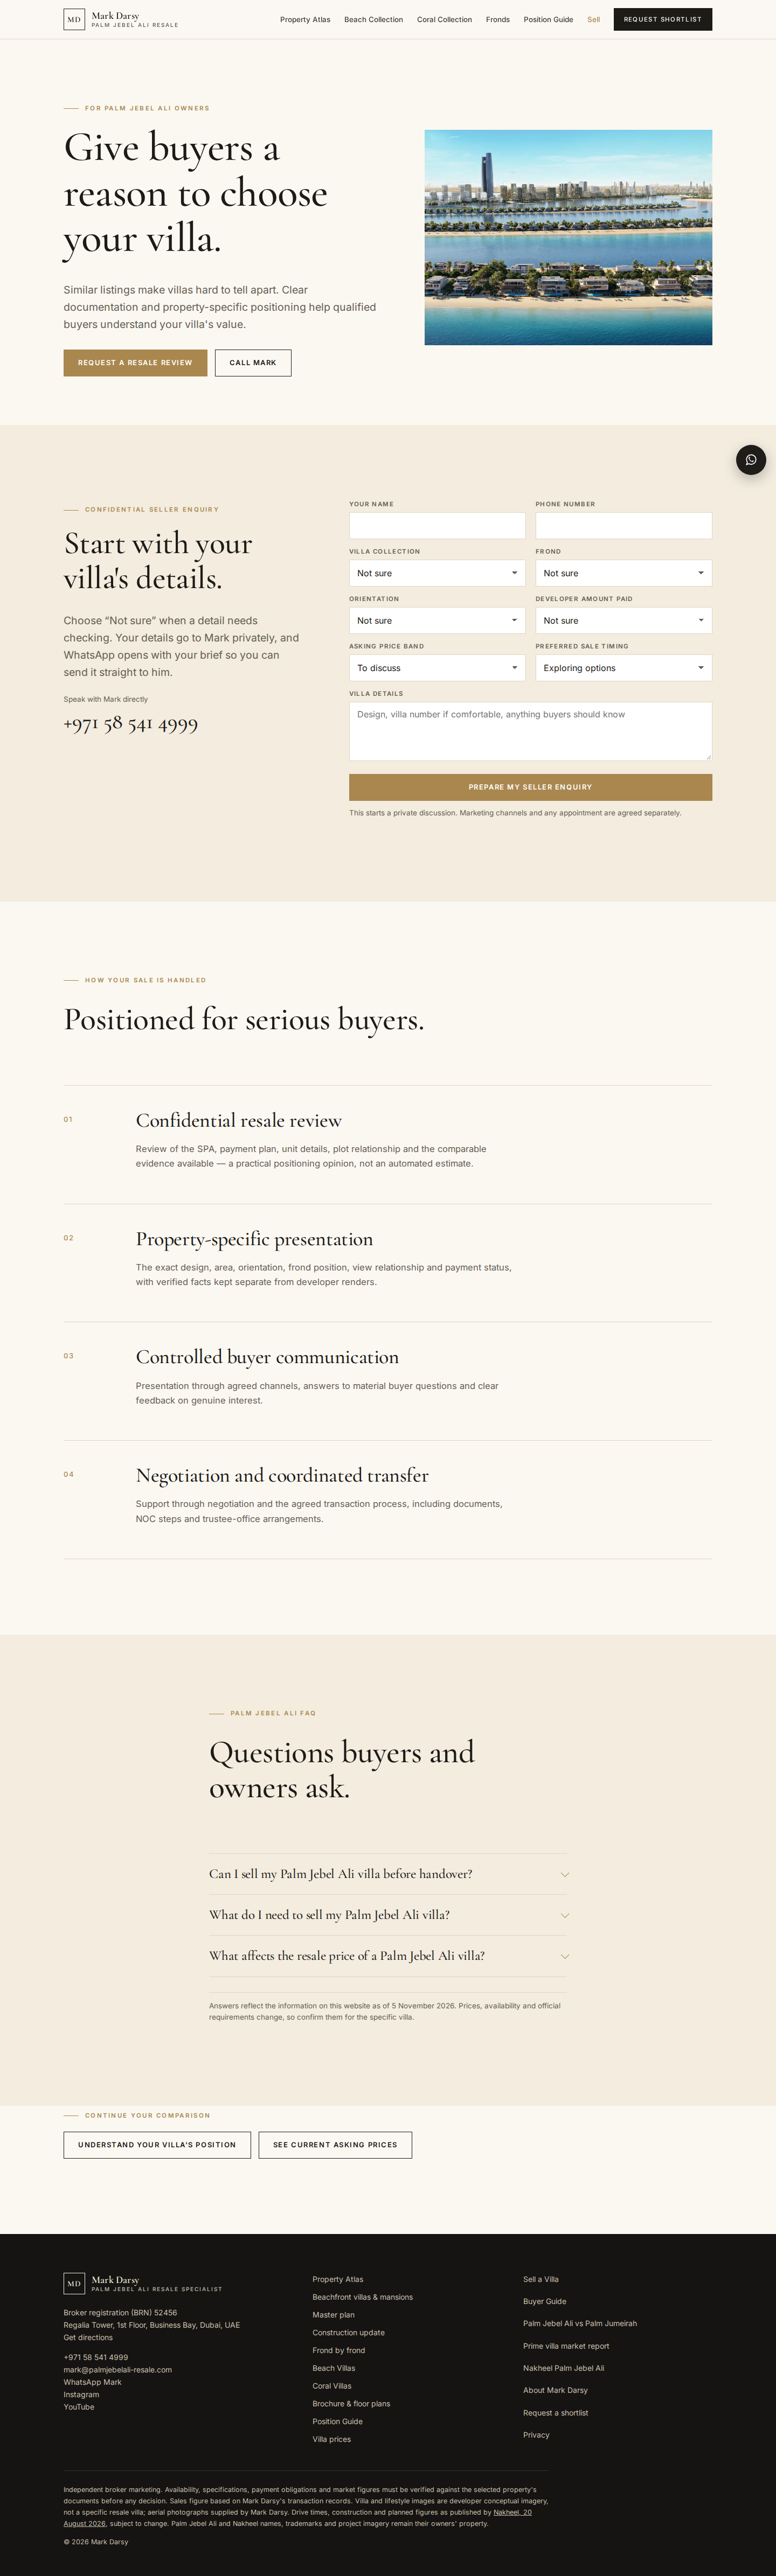 MD
Mark Darsy
PALM JEBEL ALI RESALE
Property Atlas
Beach Collection
Coral Collection
Fronds
Position Guide
Sell
REQUEST SHORTLIST
FOR PALM JEBEL ALI OWNERS
Give buyers a
reason to choose
your villa.
Similar listings make villas hard to tell apart. Clear
documentation and property-specific positioning help qualified
buyers understand your villa's value.
REQUEST A RESALE REVIEW
CALL MARK
CONFIDENTIAL SELLER ENQUIRY
Start with your
villa's details.
Choose “Not sure” when a detail needs
checking. Your details go to Mark privately, and
WhatsApp opens with your brief so you can
send it straight to him.
Speak with Mark directly
+971 58 541 4999
YOUR NAME
PHONE NUMBER
VILLA COLLECTION
FROND
Not sure
Not sure
ORIENTATION
DEVELOPER AMOUNT PAID
Not sure
Not sure
ASKING PRICE BAND
PREFERRED SALE TIMING
To discuss
Exploring options
VILLA DETAILS
Design, villa number if comfortable, anything buyers should know
PREPARE MY SELLER ENQUIRY
This starts a private discussion. Marketing channels and any appointment are agreed separately.
HOW YOUR SALE IS HANDLED
Positioned for serious buyers.
01
Confidential resale review
Review of the SPA, payment plan, unit details, plot relationship and the comparable
evidence available — a practical positioning opinion, not an automated estimate.
02
Property-specific presentation
The exact design, area, orientation, frond position, view relationship and payment status,
with verified facts kept separate from developer renders.
03
Controlled buyer communication
Presentation through agreed channels, answers to material buyer questions and clear
feedback on genuine interest.
04
Negotiation and coordinated transfer
Support through negotiation and the agreed transaction process, including documents,
NOC steps and trustee-office arrangements.
PALM JEBEL ALI FAQ
Questions buyers and
owners ask.
Can I sell my Palm Jebel Ali villa before handover?
What do I need to sell my Palm Jebel Ali villa?
What affects the resale price of a Palm Jebel Ali villa?
Answers reflect the information on this website as of 5 November 2026. Prices, availability and official
requirements change, so confirm them for the specific villa.
CONTINUE YOUR COMPARISON
UNDERSTAND YOUR VILLA'S POSITION
SEE CURRENT ASKING PRICES
MD
Mark Darsy
PALM JEBEL ALI RESALE SPECIALIST
Broker registration (BRN) 52456
Regalia Tower, 1st Floor, Business Bay, Dubai, UAE
Get directions
+971 58 541 4999
mark@palmjebelali-resale.com
WhatsApp Mark
Instagram
YouTube
Property Atlas
Beachfront villas & mansions
Master plan
Construction update
Frond by frond
Beach Villas
Coral Villas
Brochure & floor plans
Position Guide
Villa prices
Sell a Villa
Buyer Guide
Palm Jebel Ali vs Palm Jumeirah
Prime villa market report
Nakheel Palm Jebel Ali
About Mark Darsy
Request a shortlist
Privacy
Independent broker marketing. Availability, specifications, payment obligations and market figures must be verified against the selected property's
documents before any decision. Sales figure based on Mark Darsy's transaction records. Villa and lifestyle images are developer conceptual imagery,
not a specific resale villa; aerial photographs supplied by Mark Darsy. Drive times, construction and planned figures as published by Nakheel, 20
August 2026, subject to change. Palm Jebel Ali and Nakheel names, trademarks and project imagery remain their owners' property.
© 2026 Mark Darsy